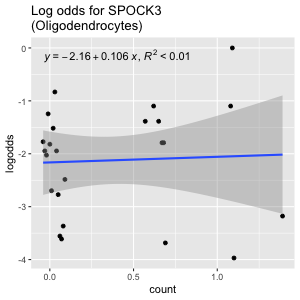 Log odds for SPOCK3
(Oligodendrocytes)
y = −2.16 + 0.106 x, R² < 0.01
logodds
0
-1
-2
-3
-4
0.0 0.5 1.0
count